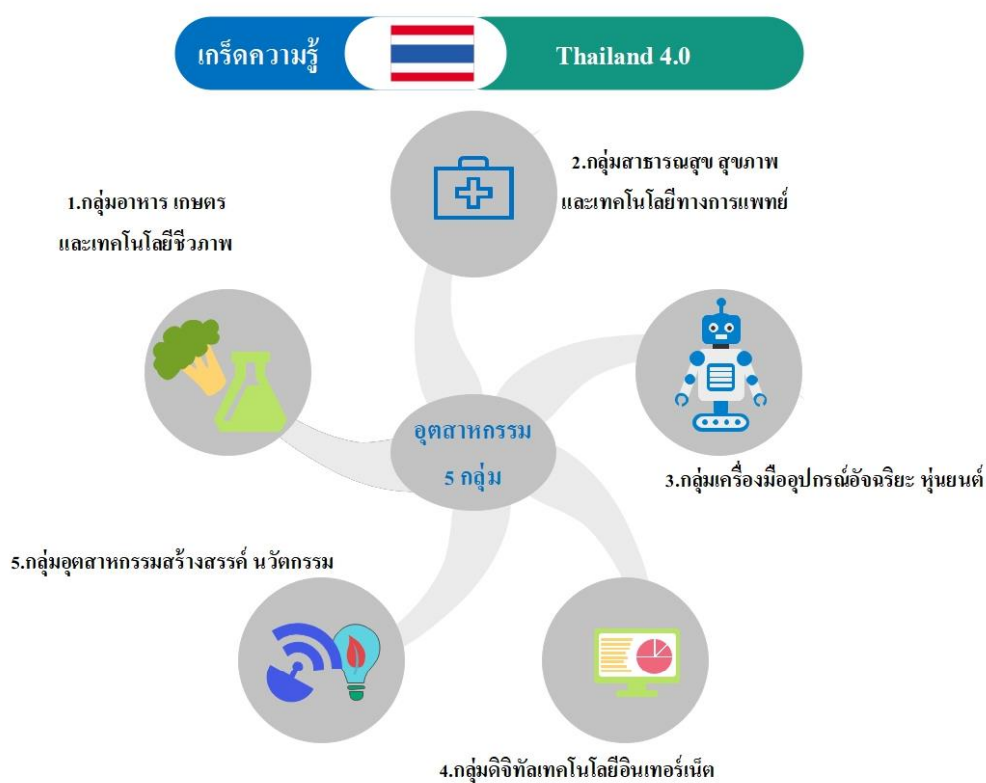 เกร็ดความรู้
Thailand 4.0
1.กลุ่มอาหาร เกษตร
และเทคโนโลยีชีวภาพ
2.กลุ่มสาธารณสุข สุขภาพ
และเทคโนโลยีทางการแพทย์
อุตสาหกรรม
5 กลุ่ม
3.กลุ่มเครื่องมืออุปกรณ์อัจฉริยะ หุ่นยนต์
5.กลุ่มอุตสาหกรรมสร้างสรรค์ นวัตกรรม
4.กลุ่มดิจิทัลเทคโนโลยีอินเทอร์เน็ต